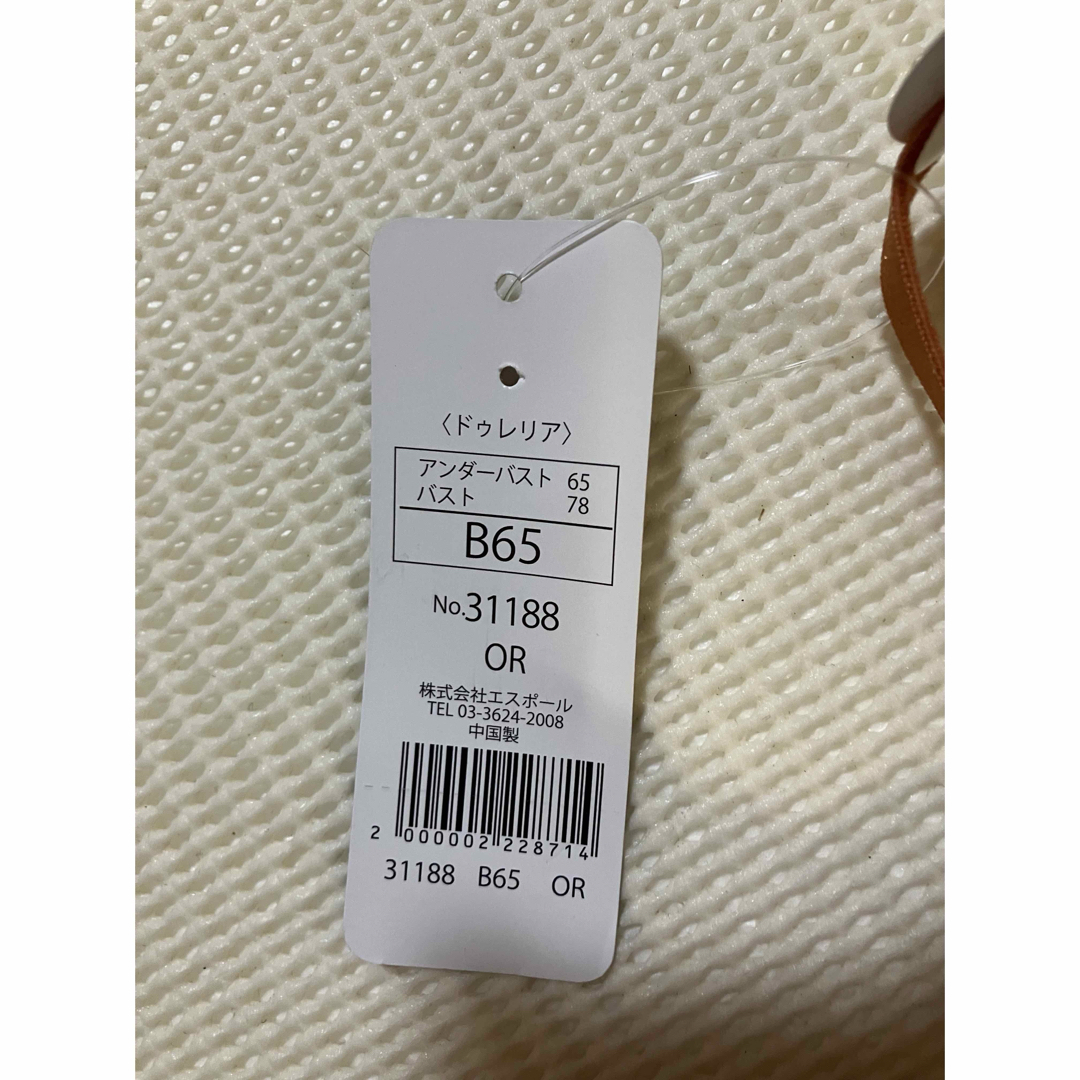 〈ドゥレリア〉
アンダーバスト 65
バスト 78
B65
No.31188
OR
株式会社エスポール
TEL 03-3624-2008
中国製
2 000002 228714
31188 B65 OR